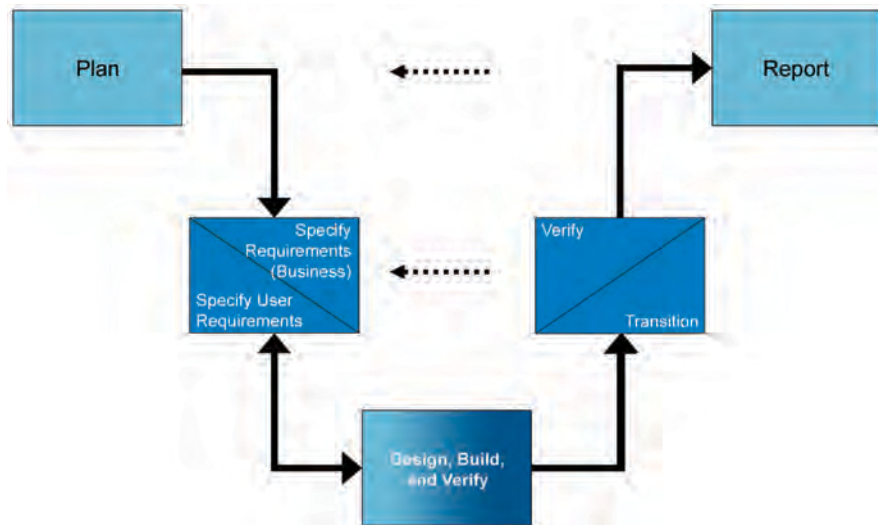 Plan
Report
Specify
Requirements
(Business)
Specify User
Requirements
Verify
Transition
Design, Build,
and Verify